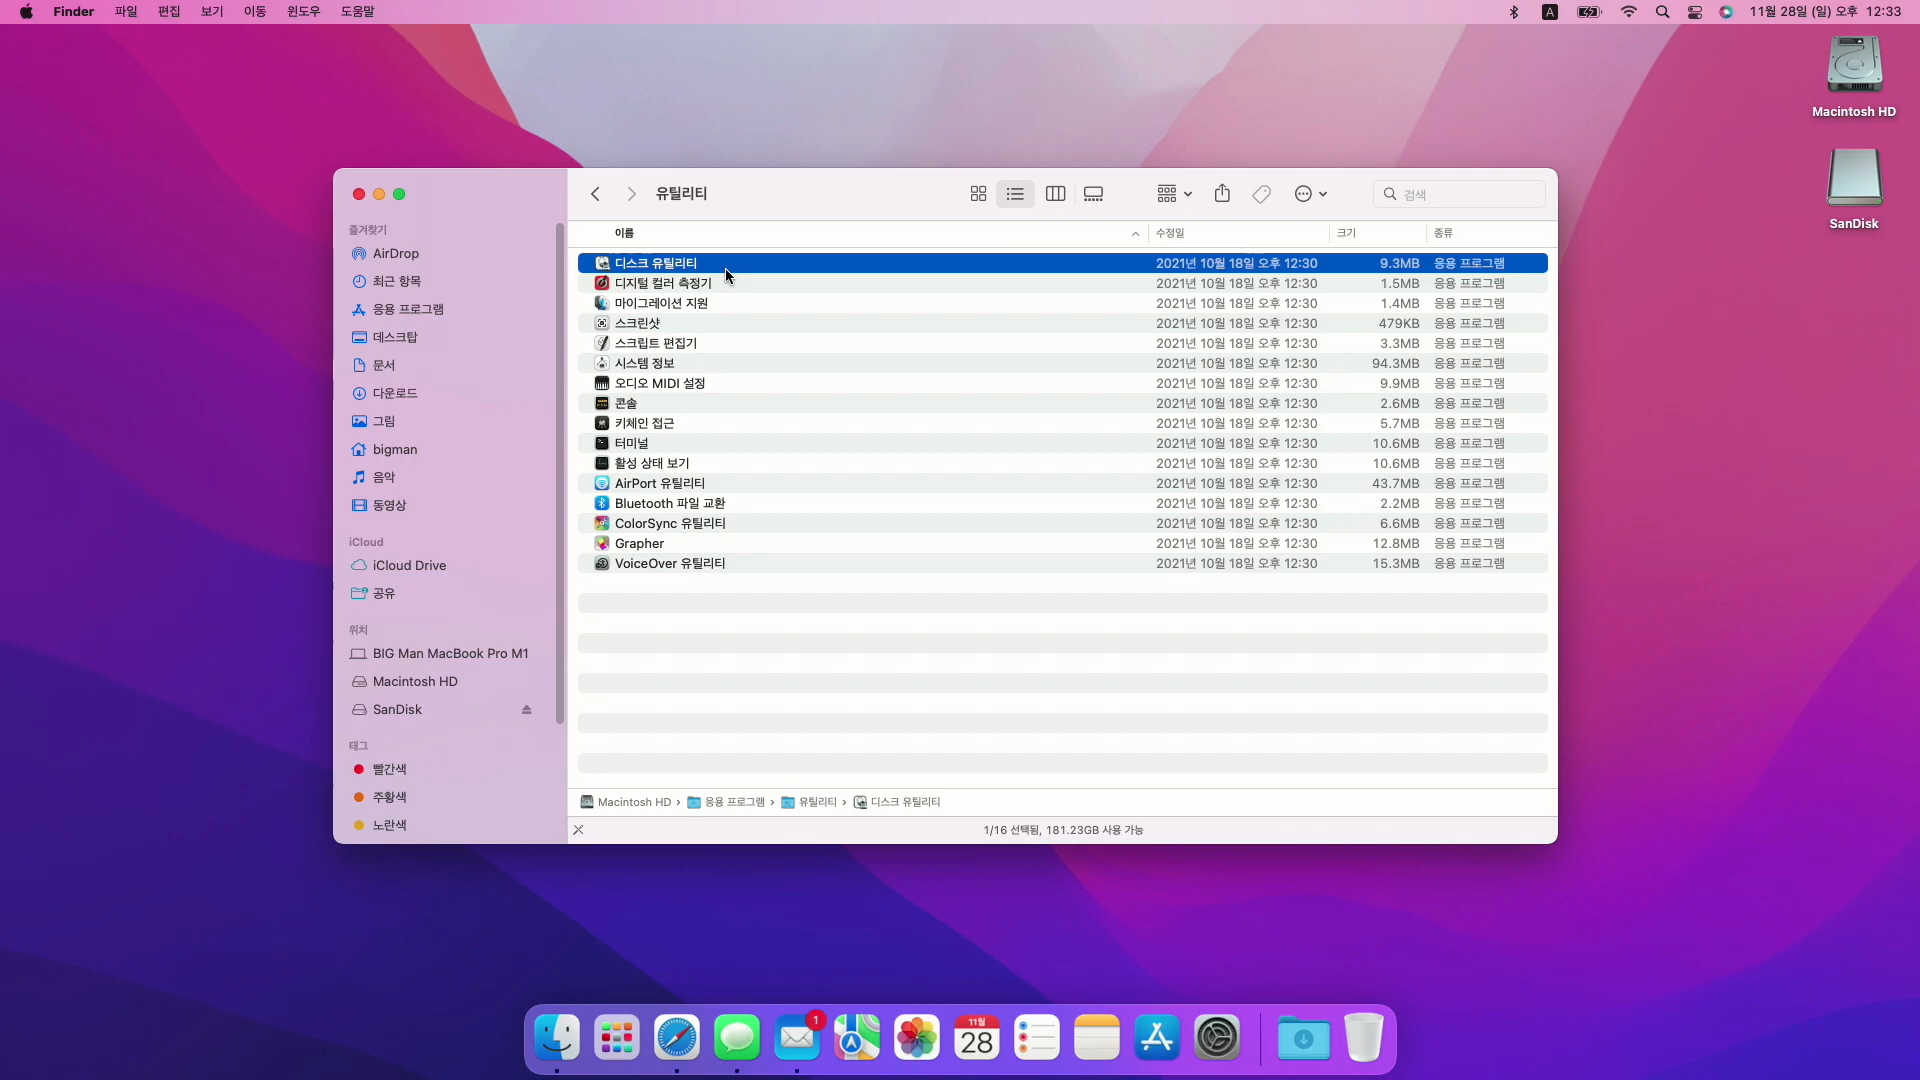 Finder 파일 편집 보기 이동 윈도우 도움말
A
11월 28일 (일) 오후 12:33
Macintosh HD
SanDisk
유틸리티
검색
즐겨찾기
AirDrop
최근 항목
응용 프로그램
데스크탑
문서
다운로드
그림
bigman
음악
동영상
iCloud
iCloud Drive
공유
위치
BIG Man MacBook Pro M1
Macintosh HD
SanDisk
태그
빨간색
주황색
노란색
이름 수정일 크기 종류
디스크 유틸리티 2021년 10월 18일 오후 12:30 9.3MB 응용 프로그램
디지털 컬러 측정기 2021년 10월 18일 오후 12:30 1.5MB 응용 프로그램
마이그레이션 지원 2021년 10월 18일 오후 12:30 1.4MB 응용 프로그램
스크린샷 2021년 10월 18일 오후 12:30 479KB 응용 프로그램
스크립트 편집기 2021년 10월 18일 오후 12:30 3.3MB 응용 프로그램
시스템 정보 2021년 10월 18일 오후 12:30 94.3MB 응용 프로그램
오디오 MIDI 설정 2021년 10월 18일 오후 12:30 9.9MB 응용 프로그램
콘솔 2021년 10월 18일 오후 12:30 2.6MB 응용 프로그램
키체인 접근 2021년 10월 18일 오후 12:30 5.7MB 응용 프로그램
터미널 2021년 10월 18일 오후 12:30 10.6MB 응용 프로그램
활성 상태 보기 2021년 10월 18일 오후 12:30 10.6MB 응용 프로그램
AirPort 유틸리티 2021년 10월 18일 오후 12:30 43.7MB 응용 프로그램
Bluetooth 파일 교환 2021년 10월 18일 오후 12:30 2.2MB 응용 프로그램
ColorSync 유틸리티 2021년 10월 18일 오후 12:30 6.6MB 응용 프로그램
Grapher 2021년 10월 18일 오후 12:30 12.8MB 응용 프로그램
VoiceOver 유틸리티 2021년 10월 18일 오후 12:30 15.3MB 응용 프로그램
Macintosh HD › 응용 프로그램 › 유틸리티 › 디스크 유틸리티
1/16 선택됨, 181.23GB 사용 가능
1
11월
28